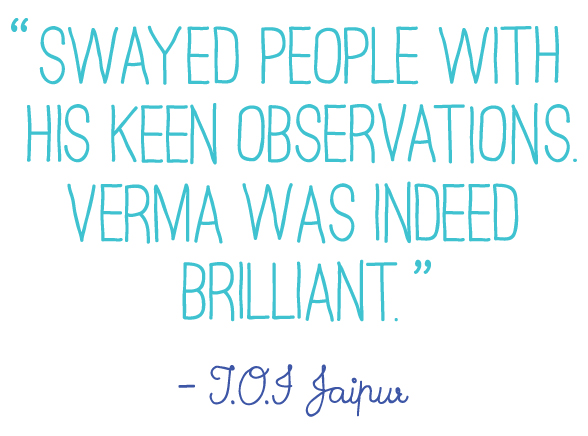 “SWAYED PEOPLE WITH
HIS KEEN OBSERVATIONS.
VERMA WAS INDEED
BRILLIANT.”
- T.O.I Jaipur